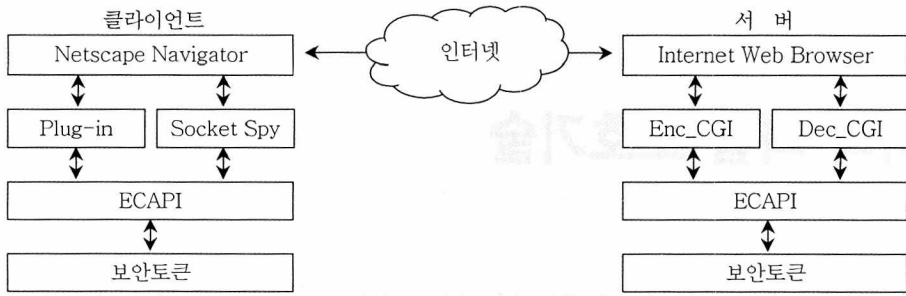 클라이언트
서 버
Netscape Navigator
인터넷
Internet Web Browser
Plug-in
Socket Spy
Enc_CGI
Dec_CGI
ECAPI
ECAPI
보안토큰
보안토큰